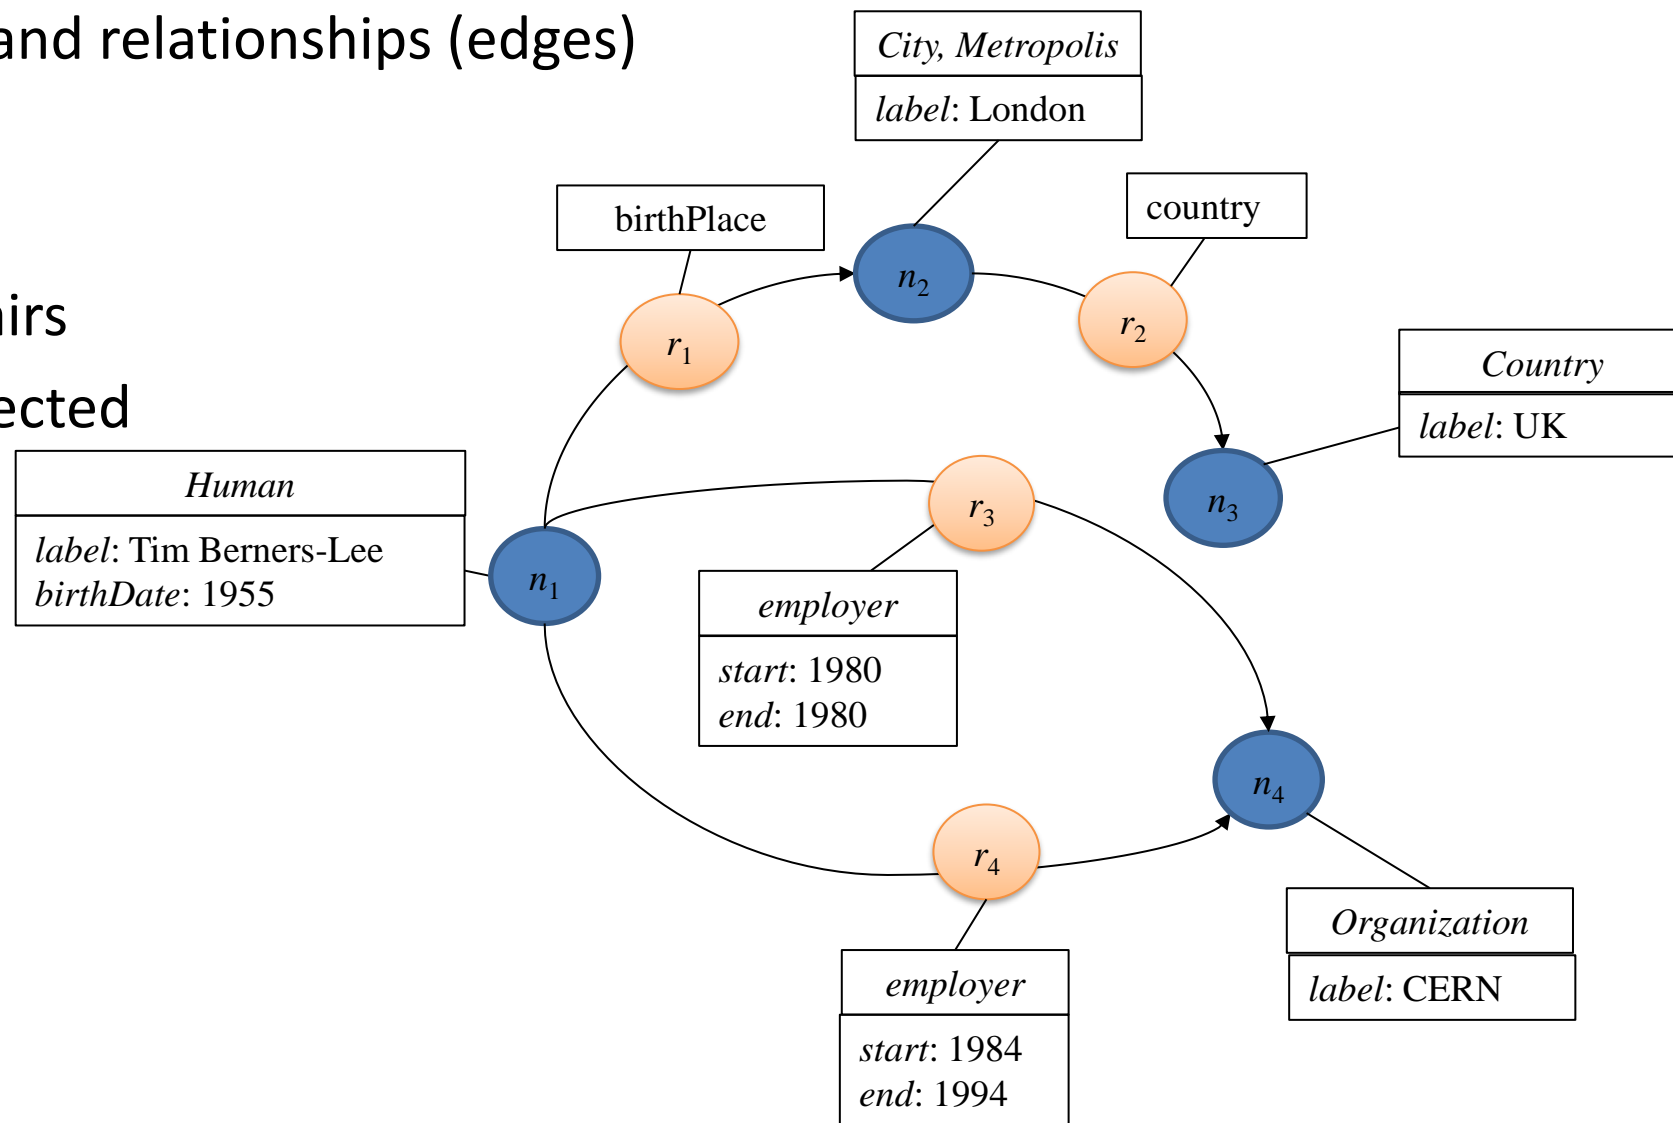 and relationships (edges)
City, Metropolis
label: London
birthPlace
country
n2
r1
r2
Country
label: UK
Human
label: Tim Berners-Lee
birthDate: 1955
n1
r3
n3
employer
start: 1980
end: 1980
n4
r4
Organization
label: CERN
employer
start: 1984
end: 1994